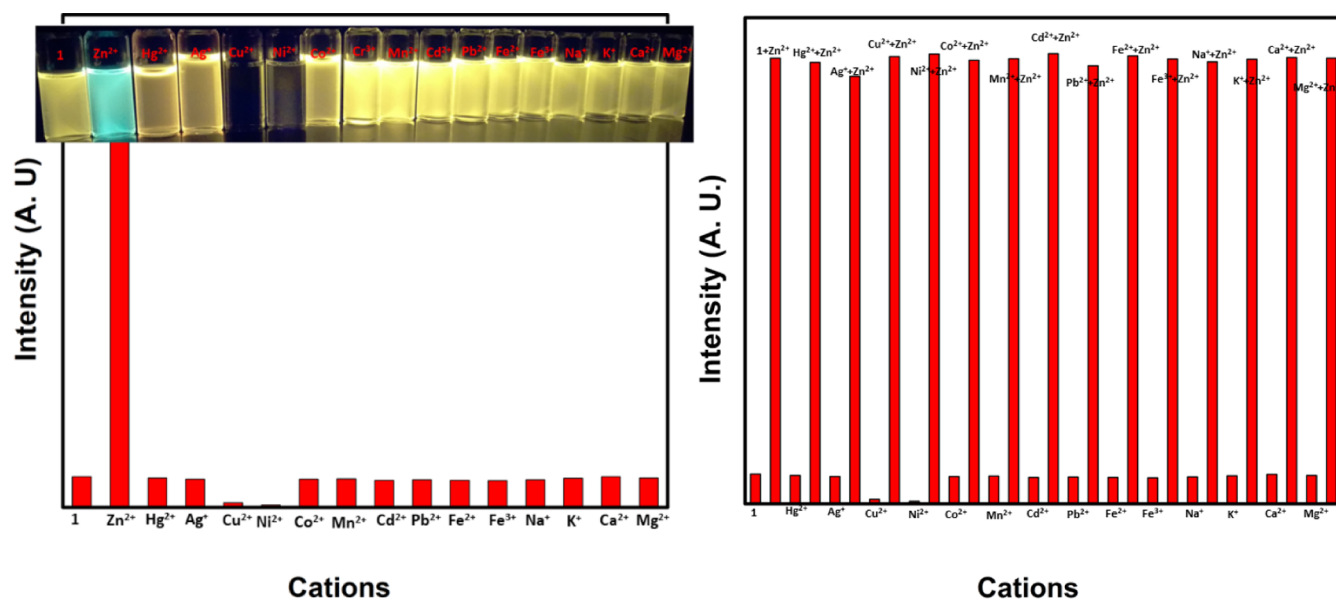 1 Zn²⁺ Hg²⁺ Ag⁺ Cu²⁺ Ni²⁺ Co²⁺ Cr³⁺ Cd²⁺ Pb²⁺ Fe²⁺ Na⁺ K⁺ Ca²⁺ Mg²⁺
Intensity (A. U)
1 Zn²⁺ Hg²⁺ Ag⁺ Cu²⁺ Ni²⁺ Co²⁺ Mn²⁺ Cd²⁺ Pb²⁺ Fe²⁺ Fe³⁺ Na⁺ K⁺ Ca²⁺ Mg²⁺
Cations
Cd²⁺+Zn²⁺
Cu²⁺+Zn²⁺ Co²⁺+Zn²⁺
1+Zn²⁺ Hg²⁺+Zn²⁺ Fe²⁺+Zn²⁺ Na⁺+Zn²⁺ Ca²⁺+Zn²⁺
Ag⁺+Zn²⁺ Ni²⁺+Zn²⁺
Mn²⁺+Zn²⁺ Pb²⁺+Zn²⁺ Fe³⁺+Zn²⁺ K⁺+Zn²⁺ Mg²⁺+Zn
Intensity (A. U.)
1 Hg²⁺ Ag⁺ Cu²⁺ Ni²⁺ Co²⁺ Mn²⁺ Cd²⁺ Pb²⁺ Fe²⁺ Fe³⁺ Na⁺ K⁺ Ca²⁺ Mg²⁺
Cations